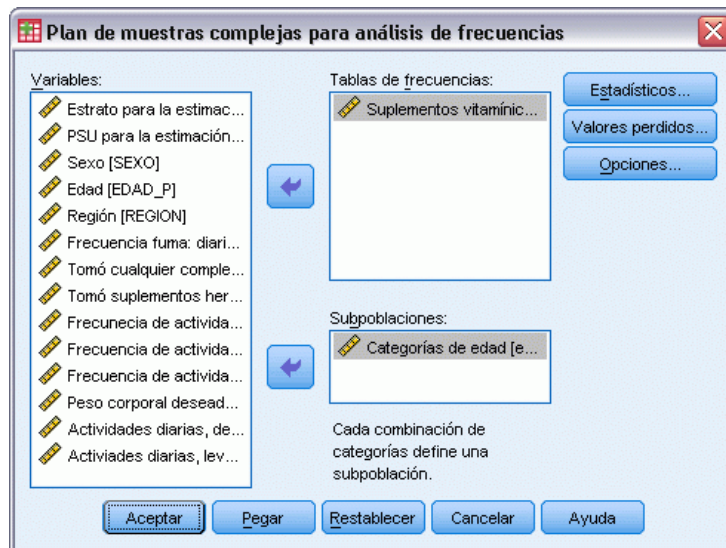 Plan de muestras complejas para análisis de frecuencias
Variables:
Estrato para la estimac...
PSU para la estimación...
Sexo [SEXO]
Edad [EDAD_P]
Región [REGION]
Frecuencia fuma: diari...
Tomó cualquier comple...
Tomó suplementos her...
Frecunecia de activida...
Frecuencia de activida...
Frecuencia de activida...
Peso corporal desead...
Actividades diarias, de...
Activiades diarias, lev...
Tablas de frecuencias:
Suplementos vitamínic...
Subpoblaciones:
Categorías de edad [e...
Cada combinación de
categorías define una
subpoblación.
Estadísticos...
Valores perdidos...
Opciones...
Aceptar
Pegar
Restablecer
Cancelar
Ayuda